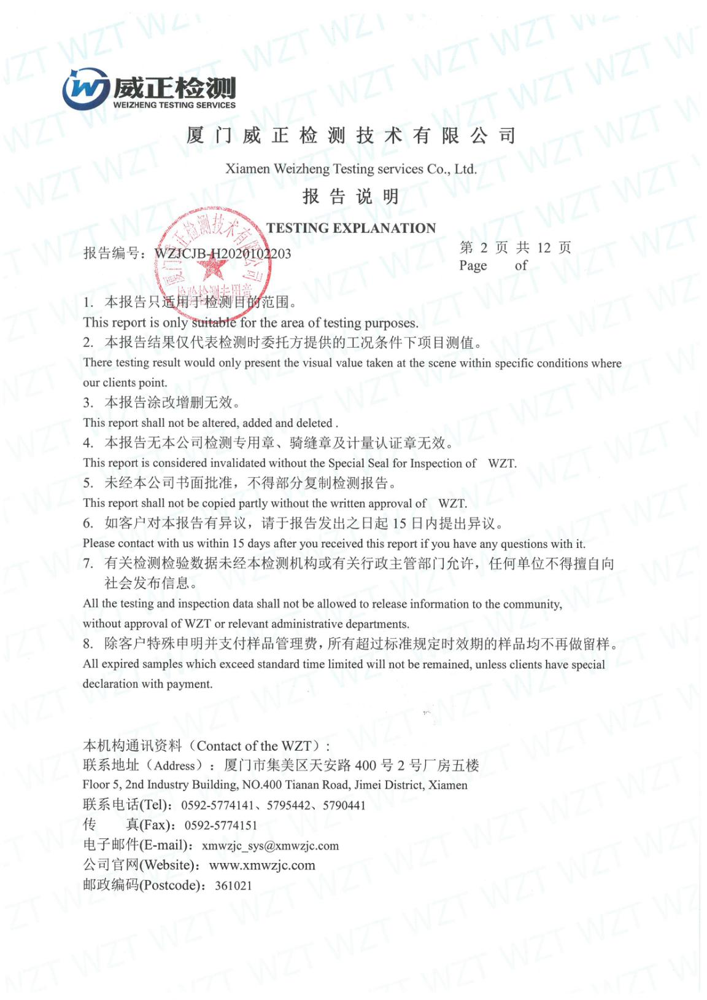 威正检测
WEIZHENG TESTING SERVICES
厦门威正检测技术有限公司
Xiamen Weizheng Testing services Co., Ltd.
报告说明
TESTING EXPLANATION
报告编号：WZJCJB-H2020102203
第 2 页 共 12 页
Page of
厦门威正检测技术有限公司
检验检测专用章
1. 本报告只适用于检测目的范围。
This report is only suitable for the area of testing purposes.
2. 本报告结果仅代表检测时委托方提供的工况条件下项目测值。
There testing result would only present the visual value taken at the scene within specific conditions where
our clients point.
3. 本报告涂改增删无效。
This report shall not be altered, added and deleted .
4. 本报告无本公司检测专用章、骑缝章及计量认证章无效。
This report is considered invalidated without the Special Seal for Inspection of WZT.
5. 未经本公司书面批准，不得部分复制检测报告。
This report shall not be copied partly without the written approval of WZT.
6. 如客户对本报告有异议，请于报告发出之日起 15 日内提出异议。
Please contact with us within 15 days after you received this report if you have any questions with it.
7. 有关检测检验数据未经本检测机构或有关行政主管部门允许，任何单位不得擅自向
社会发布信息。
All the testing and inspection data shall not be allowed to release information to the community,
without approval of WZT or relevant administrative departments.
8. 除客户特殊申明并支付样品管理费，所有超过标准规定时效期的样品均不再做留样。
All expired samples which exceed standard time limited will not be remained, unless clients have special
declaration with payment.
本机构通讯资料（Contact of the WZT）:
联系地址（Address）：厦门市集美区天安路 400 号 2 号厂房五楼
Floor 5, 2nd Industry Building, NO.400 Tianan Road, Jimei District, Xiamen
联系电话(Tel)：0592-5774141、5795442、5790441
传 真(Fax)：0592-5774151
电子邮件(E-mail)：xmwzjc_sys@xmwzjc.com
公司官网(Website)：www.xmwzjc.com
邮政编码(Postcode)：361021